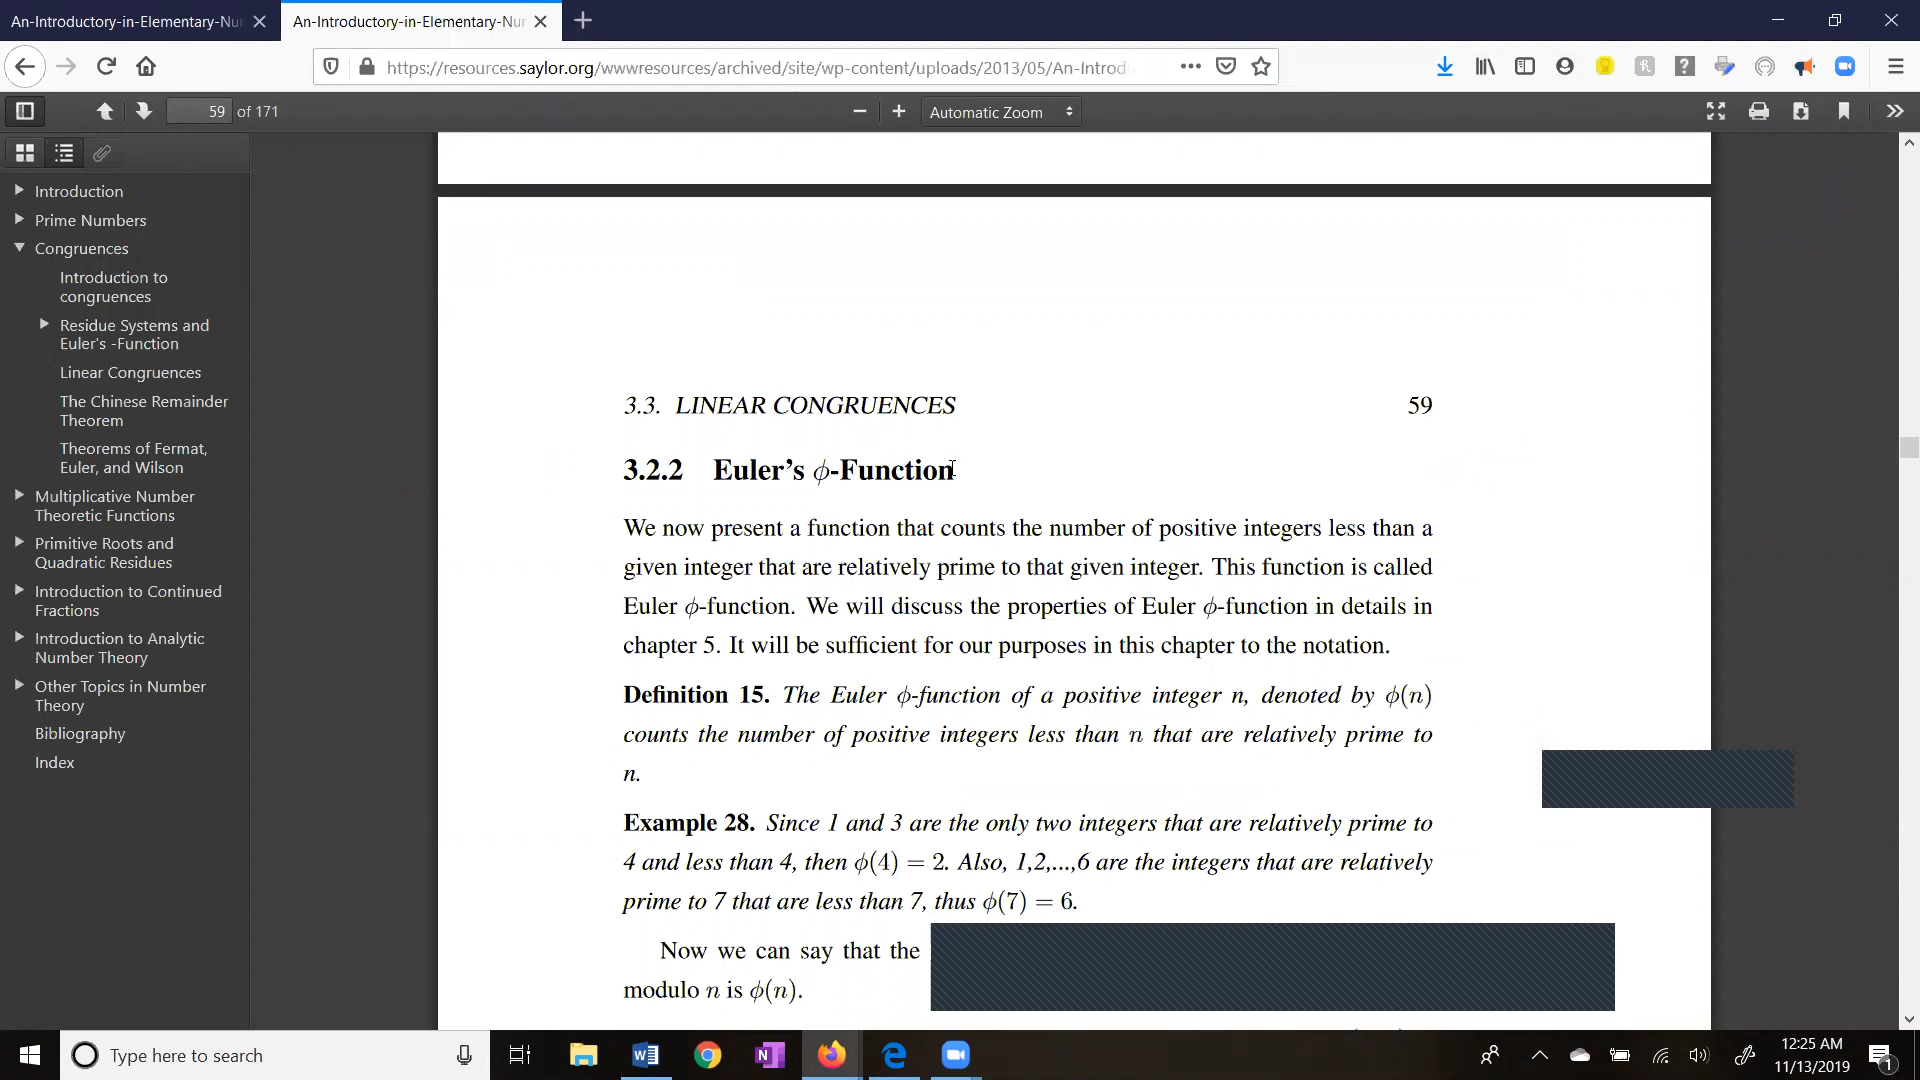 An-Introductory-in-Elementary-Nu
An-Introductory-in-Elementary-Nur
https://resources.saylor.org/wwwresources/archived/site/wp-content/uploads/2013/05/An-Introd
59 of 171
Automatic Zoom
Introduction
Prime Numbers
Congruences
Introduction to
congruences
Residue Systems and
Euler's -Function
Linear Congruences
The Chinese Remainder
Theorem
Theorems of Fermat,
Euler, and Wilson
Multiplicative Number
Theoretic Functions
Primitive Roots and
Quadratic Residues
Introduction to Continued
Fractions
Introduction to Analytic
Number Theory
Other Topics in Number
Theory
Bibliography
Index
3.3. LINEAR CONGRUENCES 59
3.2.2 Euler's ϕ-Function
We now present a function that counts the number of positive integers less than a
given integer that are relatively prime to that given integer. This function is called
Euler ϕ-function. We will discuss the properties of Euler ϕ-function in details in
chapter 5. It will be sufficient for our purposes in this chapter to the notation.
Definition 15. The Euler ϕ-function of a positive integer n, denoted by ϕ(n)
counts the number of positive integers less than n that are relatively prime to
n.
Example 28. Since 1 and 3 are the only two integers that are relatively prime to
4 and less than 4, then ϕ(4) = 2. Also, 1,2,...,6 are the integers that are relatively
prime to 7 that are less than 7, thus ϕ(7) = 6.
Now we can say that the
modulo n is ϕ(n).
Type here to search
12:25 AM
11/13/2019
1